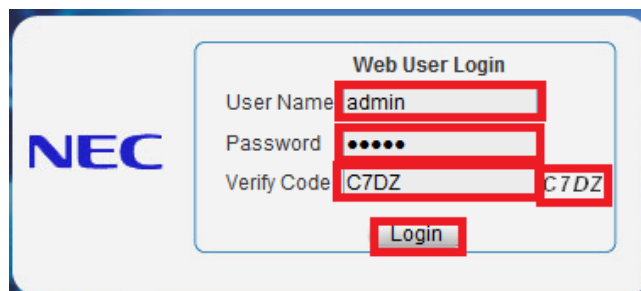 Web User Login
NEC
User Name admin
Password •••••
Verify Code C7DZ C7DZ
Login